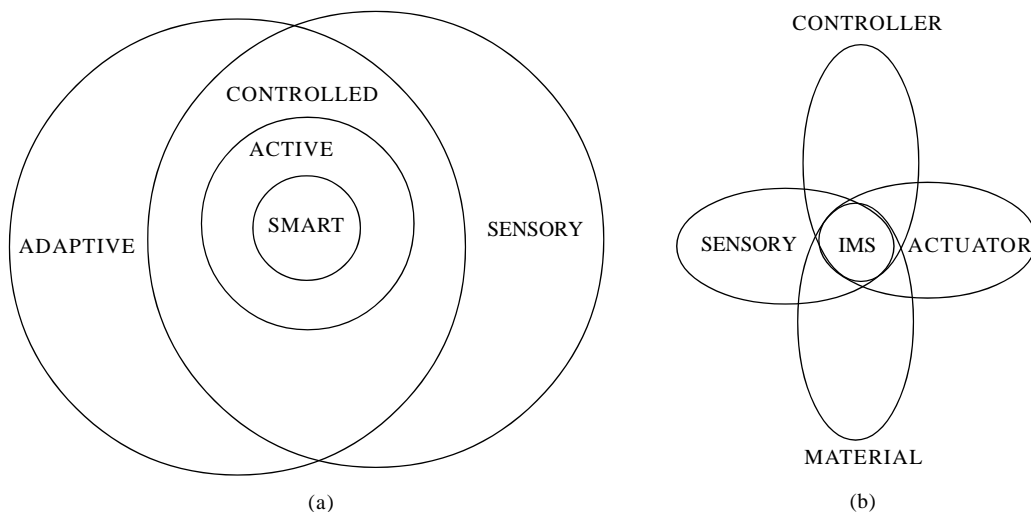 CONTROLLED
ACTIVE
SMART
ADAPTIVE
SENSORY
(a)
CONTROLLER
SENSORY
IMS
ACTUATOR
MATERIAL
(b)